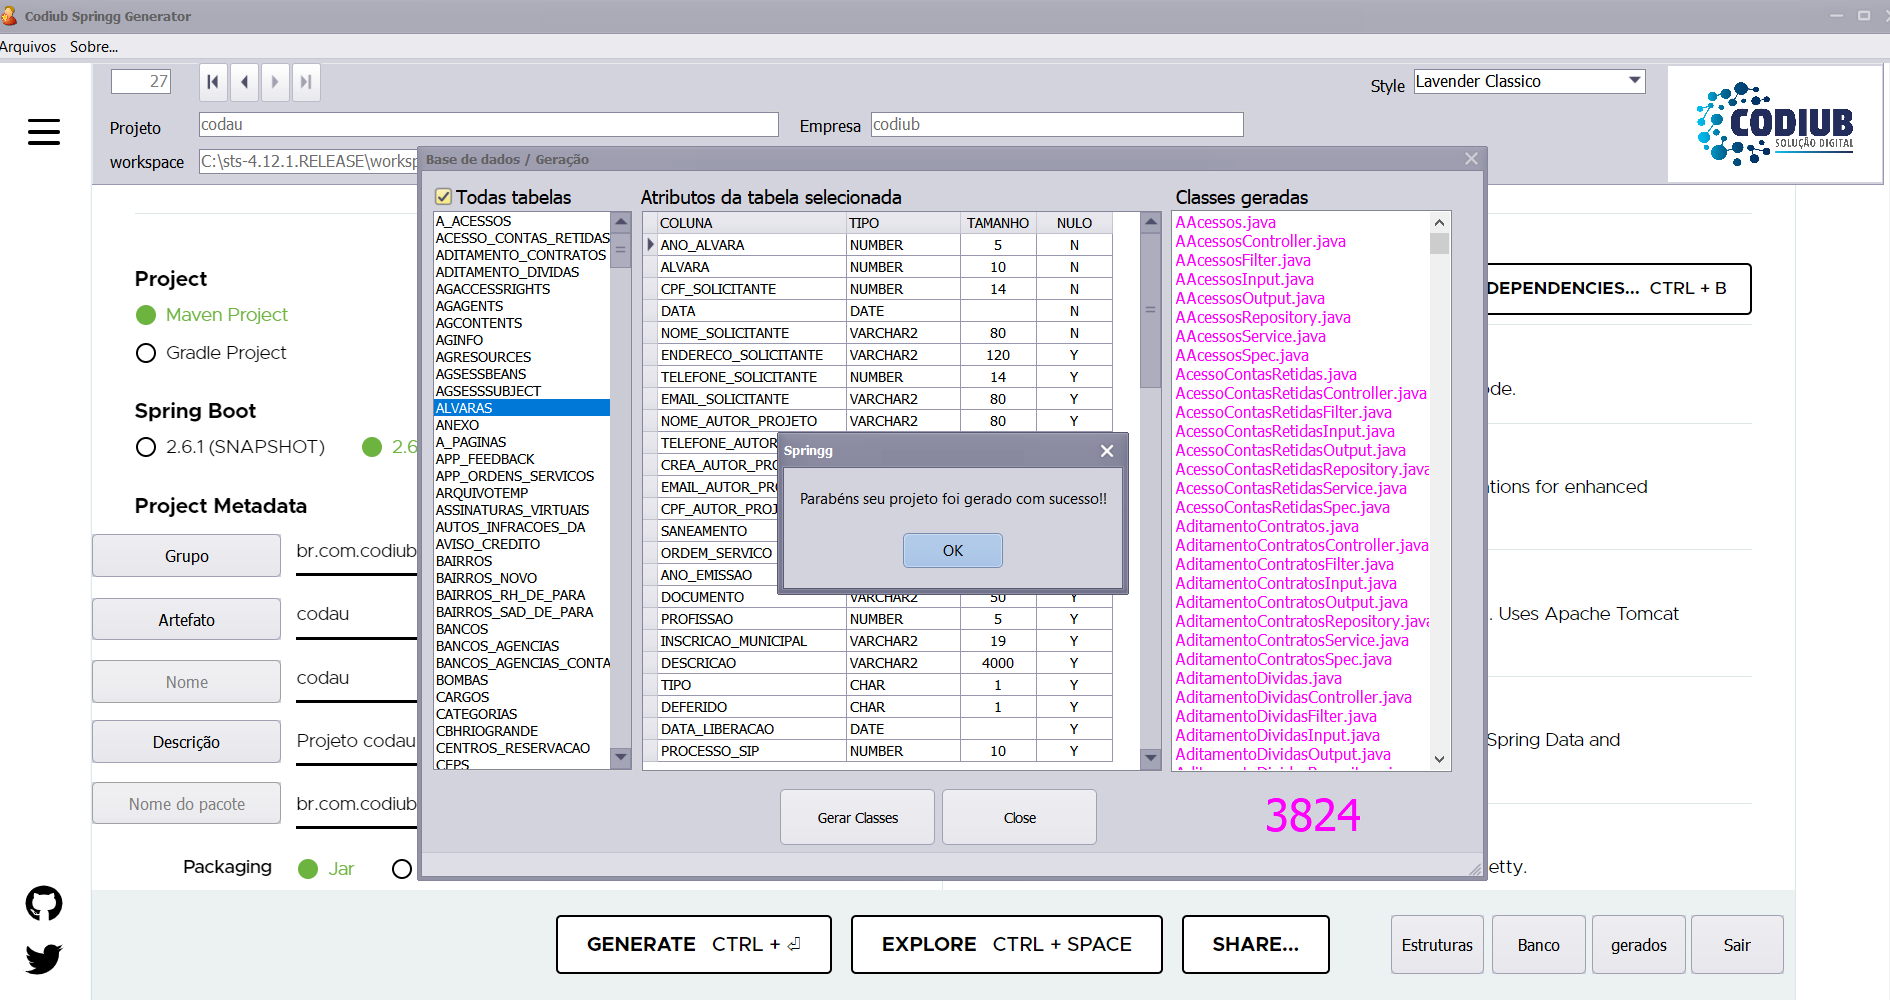 Codiub Springg Generator
Arquivos Sobre...
27
Style Lavender Classico
CODIUB
SOLUÇÃO DIGITAL
Projeto codau Empresa codiub
workspace C:\sts-4.12.1.RELEASE\worksp
Base de dados / Geração
Todas tabelas
A_ACESSOS
ACESSO_CONTAS_RETIDAS
ADITAMENTO_CONTRATOS
ADITAMENTO_DIVIDAS
AGACCESSRIGHTS
AGAGENTS
AGCONTENTS
AGINFO
AGRESOURCES
AGSESSBEANS
AGSESSSUBJECT
ALVARAS
ANEXO
A_PAGINAS
APP_FEEDBACK
APP_ORDENS_SERVICOS
ARQUIVOTEMP
ASSINATURAS_VIRTUAIS
AUTOS_INFRACOES_DA
AVISO_CREDITO
BAIRROS
BAIRROS_NOVO
BAIRROS_RH_DE_PARA
BAIRROS_SAD_DE_PARA
BANCOS
BANCOS_AGENCIAS
BANCOS_AGENCIAS_CONTA
BOMBAS
CARGOS
CATEGORIAS
CBHRIOGRANDE
CENTROS_RESERVACAO
CEPS
Atributos da tabela selecionada
COLUNA TIPO TAMANHO NULO
ANO_ALVARA NUMBER 5 N
ALVARA NUMBER 10 N
CPF_SOLICITANTE NUMBER 14 N
DATA DATE N
NOME_SOLICITANTE VARCHAR2 80 N
ENDERECO_SOLICITANTE VARCHAR2 120 Y
TELEFONE_SOLICITANTE NUMBER 14 Y
EMAIL_SOLICITANTE VARCHAR2 80 Y
NOME_AUTOR_PROJETO VARCHAR2 80 Y
TELEFONE_AUTOR
CREA_AUTOR_PRO
EMAIL_AUTOR_PRO
CPF_AUTOR_PROJ
SANEAMENTO
ORDEM_SERVICO
ANO_EMISSAO
DOCUMENTO VARCHAR2 50 Y
PROFISSAO NUMBER 5 Y
INSCRICAO_MUNICIPAL VARCHAR2 19 Y
DESCRICAO VARCHAR2 4000 Y
TIPO CHAR 1 Y
DEFERIDO CHAR 1 Y
DATA_LIBERACAO DATE Y
PROCESSO_SIP NUMBER 10 Y
Classes geradas
AAcessos.java
AAcessosController.java
AAcessosFilter.java
AAcessosInput.java
AAcessosOutput.java
AAcessosRepository.java
AAcessosService.java
AAcessosSpec.java
AcessoContasRetidas.java
AcessoContasRetidasController.java
AcessoContasRetidasFilter.java
AcessoContasRetidasInput.java
AcessoContasRetidasOutput.java
AcessoContasRetidasRepository.java
AcessoContasRetidasService.java
AcessoContasRetidasSpec.java
AditamentoContratos.java
AditamentoContratosController.java
AditamentoContratosFilter.java
AditamentoContratosInput.java
AditamentoContratosOutput.java
AditamentoContratosRepository.java
AditamentoContratosService.java
AditamentoContratosSpec.java
AditamentoDividas.java
AditamentoDividasController.java
AditamentoDividasFilter.java
AditamentoDividasInput.java
AditamentoDividasOutput.java
Springg
Parabéns seu projeto foi gerado com sucesso!!
OK
Gerar Classes Close 3824
Project
Maven Project
Gradle Project
Spring Boot
2.6.1 (SNAPSHOT) 2.6
Project Metadata
Grupo br.com.codiub
Artefato codau
Nome codau
Descrição Projeto codau
Nome do pacote br.com.codiub
Packaging Jar
DEPENDENCIES... CTRL + B
ode.
tions for enhanced
. Uses Apache Tomcat
Spring Data and
etty.
GENERATE CTRL + ⏎ EXPLORE CTRL + SPACE SHARE... Estruturas Banco gerados Sair